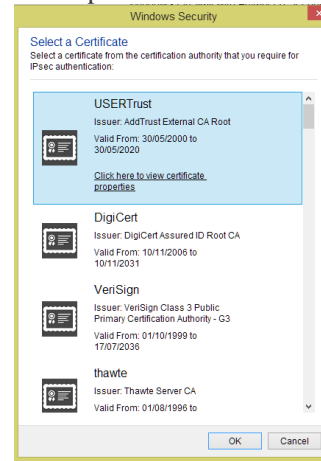 Windows Security
Select a Certificate
Select a certificate from the certification authority that you require for
IPsec authentication:
USERTrust
Issuer: AddTrust External CA Root
Valid From: 30/05/2000 to
30/05/2020
Click here to view certificate
properties
DigiCert
Issuer: DigiCert Assured ID Root CA
Valid From: 10/11/2006 to
10/11/2031
VeriSign
Issuer: VeriSign Class 3 Public
Primary Certification Authority - G3
Valid From: 01/10/1999 to
17/07/2036
thawte
Issuer: Thawte Server CA
Valid From: 01/08/1996 to
OK Cancel